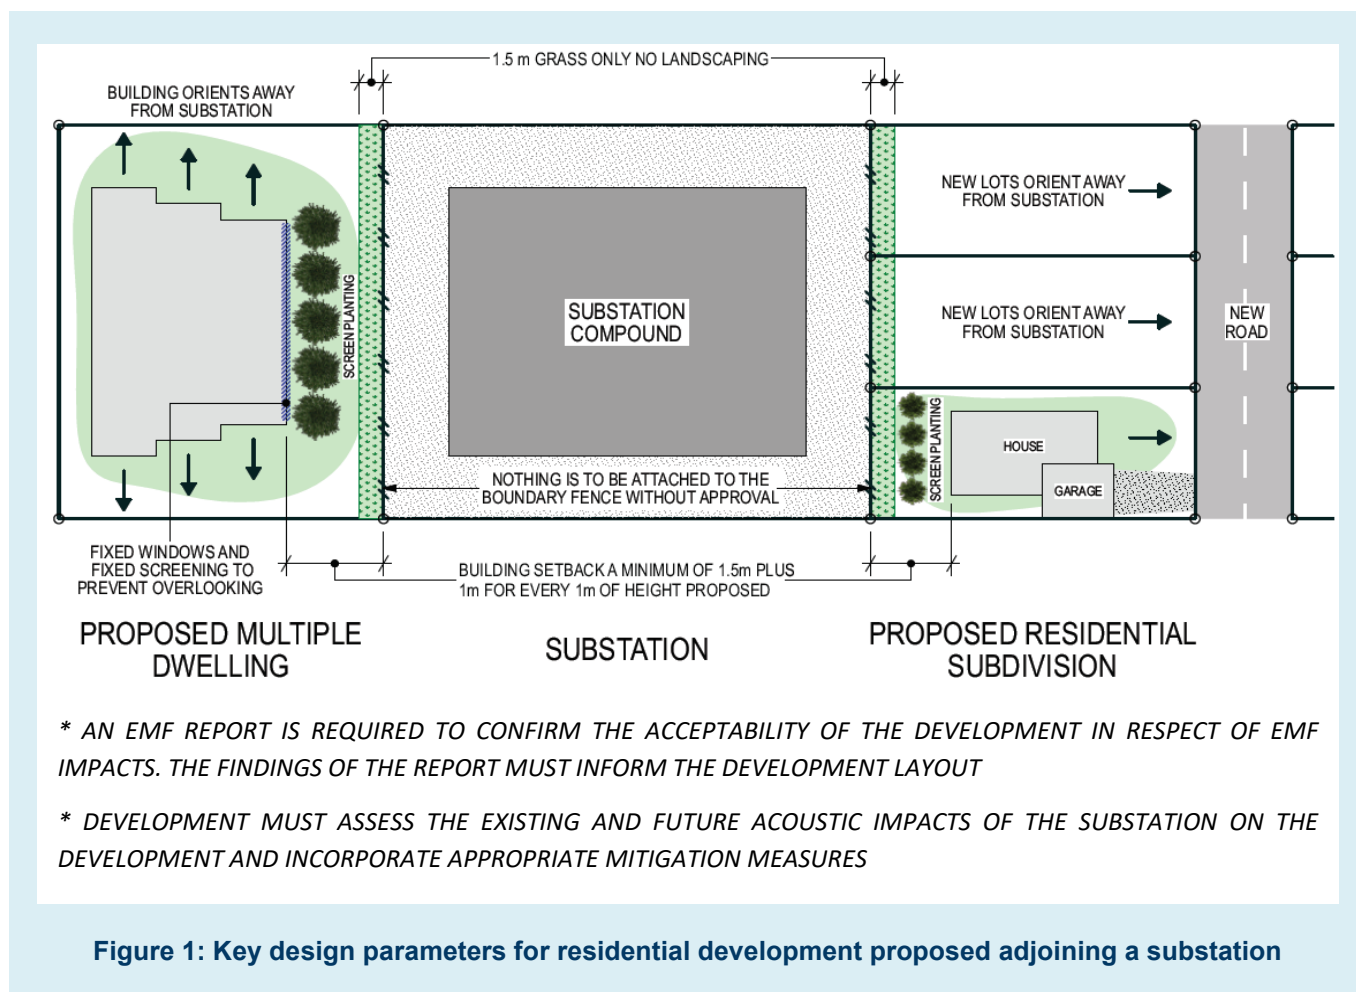 1.5 m GRASS ONLY NO LANDSCAPING
BUILDING ORIENTS AWAY
FROM SUBSTATION
SCREEN PLANTING
SUBSTATION
COMPOUND
NEW LOTS ORIENT AWAY
FROM SUBSTATION
NEW LOTS ORIENT AWAY
FROM SUBSTATION
NEW
ROAD
SCREEN PLANTING
HOUSE
GARAGE
NOTHING IS TO BE ATTACHED TO THE
BOUNDARY FENCE WITHOUT APPROVAL
FIXED WINDOWS AND
FIXED SCREENING TO
PREVENT OVERLOOKING
BUILDING SETBACK A MINIMUM OF 1.5m PLUS
1m FOR EVERY 1m OF HEIGHT PROPOSED
PROPOSED MULTIPLE
DWELLING
SUBSTATION
PROPOSED RESIDENTIAL
SUBDIVISION
* AN EMF REPORT IS REQUIRED TO CONFIRM THE ACCEPTABILITY OF THE DEVELOPMENT IN RESPECT OF EMF
IMPACTS. THE FINDINGS OF THE REPORT MUST INFORM THE DEVELOPMENT LAYOUT
* DEVELOPMENT MUST ASSESS THE EXISTING AND FUTURE ACOUSTIC IMPACTS OF THE SUBSTATION ON THE
DEVELOPMENT AND INCORPORATE APPROPRIATE MITIGATION MEASURES
Figure 1: Key design parameters for residential development proposed adjoining a substation